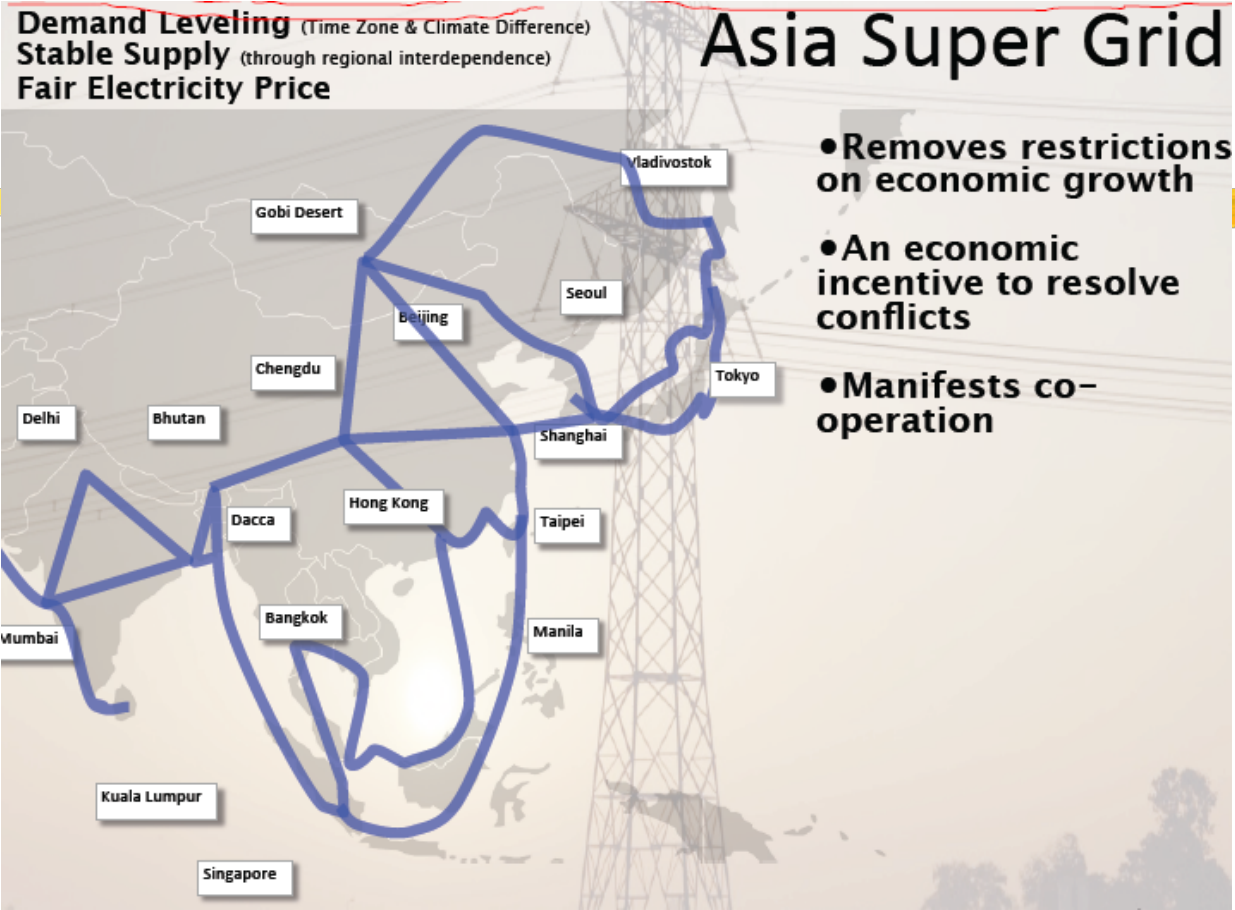 Demand Leveling (Time Zone & Climate Difference)
Stable Supply (through regional interdependence)
Fair Electricity Price
Asia Super Grid
•Removes restrictions
on economic growth
•An economic
incentive to resolve
conflicts
•Manifests co-
operation
Vladivostok
Gobi Desert
Seoul
Beijing
Chengdu
Tokyo
Delhi
Bhutan
Shanghai
Hong Kong
Dacca
Taipei
Bangkok
Manila
Mumbai
Kuala Lumpur
Singapore